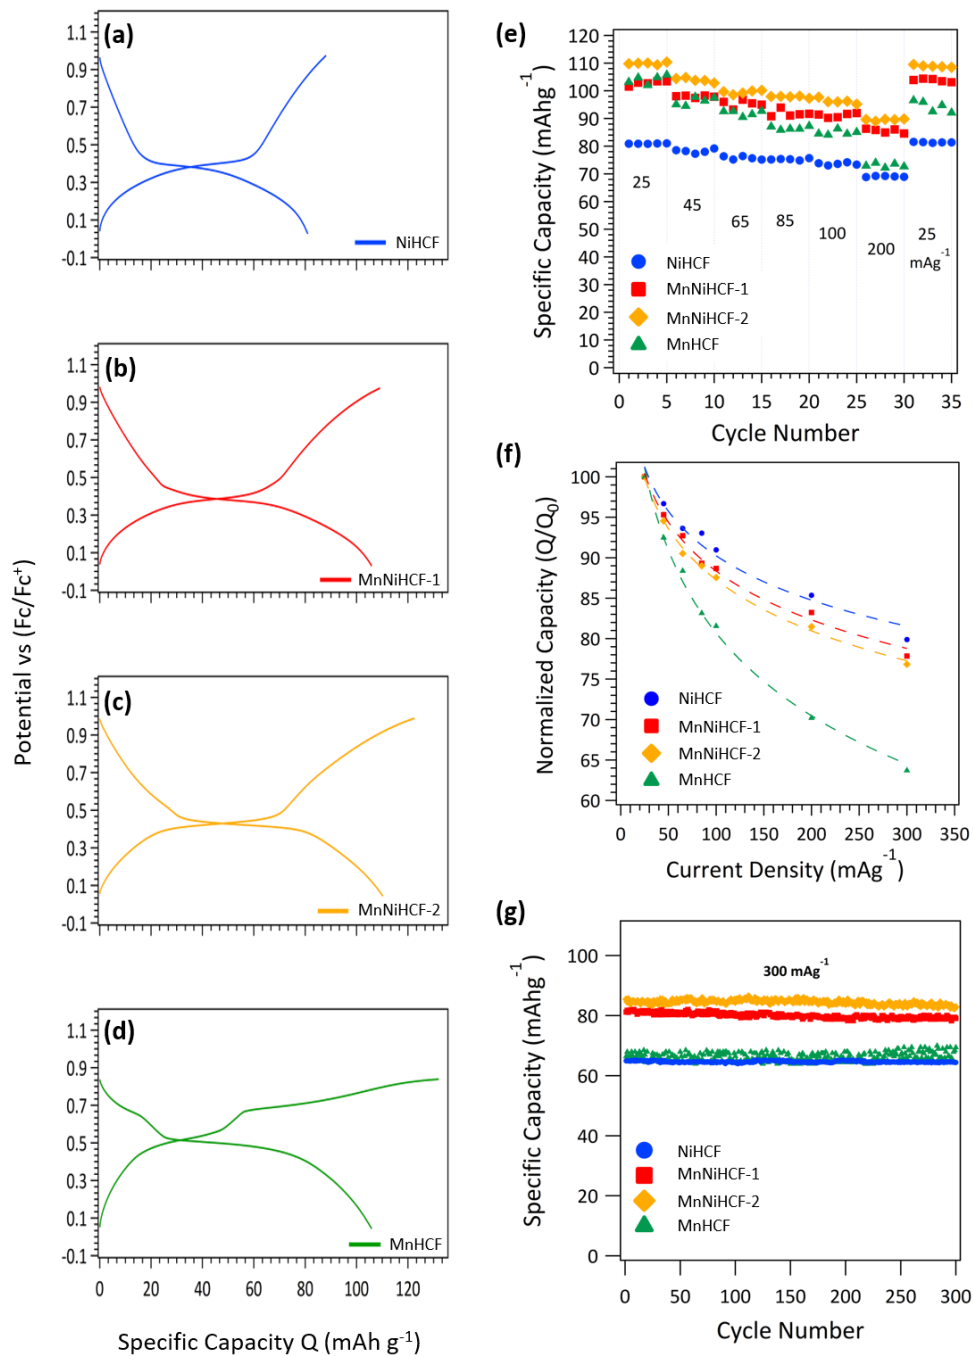 (a)
1.1
0.9
0.7
0.5
0.3
0.1
-0.1
NiHCF
(b)
1.1
0.9
0.7
0.5
0.3
0.1
-0.1
MnNiHCF-1
(c)
1.1
0.9
0.7
0.5
0.3
0.1
-0.1
MnNiHCF-2
(d)
1.1
0.9
0.7
0.5
0.3
0.1
-0.1
MnHCF
0 20 40 60 80 100 120
Specific Capacity Q (mAh g⁻¹)
Potential vs (Fc/Fc⁺)
(e)
Specific Capacity (mAhg⁻¹)
120
110
100
90
80
70
60
50
40
30
20
10
0
25
45
65
85
100
200
25
mAg⁻¹
NiHCF
MnNiHCF-1
MnNiHCF-2
MnHCF
0 5 10 15 20 25 30 35
Cycle Number
(f)
Normalized Capacity (Q/Q₀)
100
95
90
85
80
75
70
65
60
NiHCF
MnNiHCF-1
MnNiHCF-2
MnHCF
0 50 100 150 200 250 300 350
Current Density (mAg⁻¹)
(g)
Specific Capacity (mAhg⁻¹)
100
80
60
40
20
0
300 mAg⁻¹
NiHCF
MnNiHCF-1
MnNiHCF-2
MnHCF
0 50 100 150 200 250 300
Cycle Number